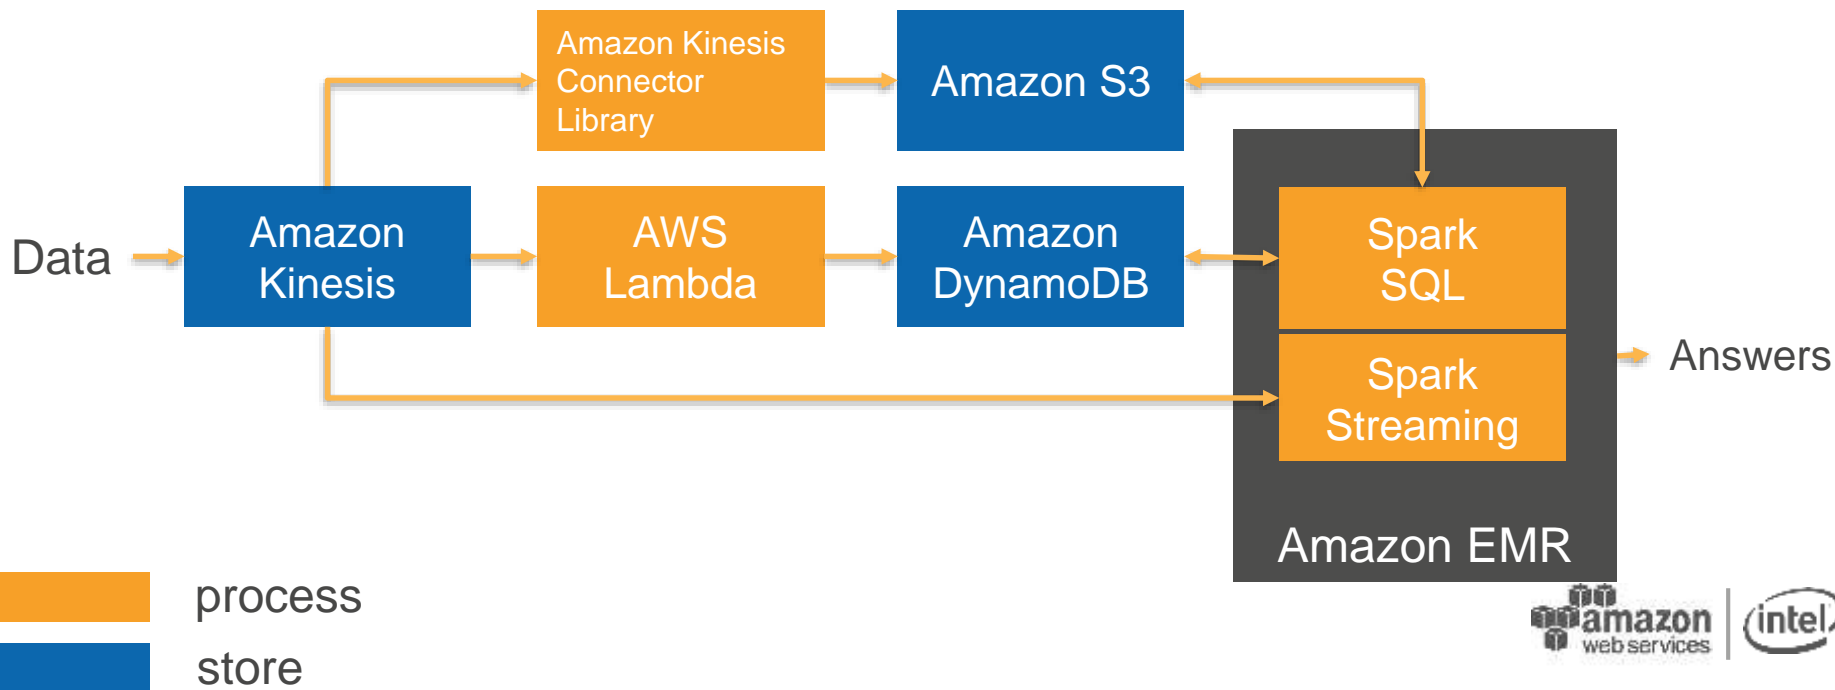 Amazon Kinesis
Connector
Library
Amazon S3
Data
Amazon
Kinesis
AWS
Lambda
Amazon
DynamoDB
Spark
SQL
Spark
Streaming
Answers
Amazon EMR
process
store
amazon
web services
intel